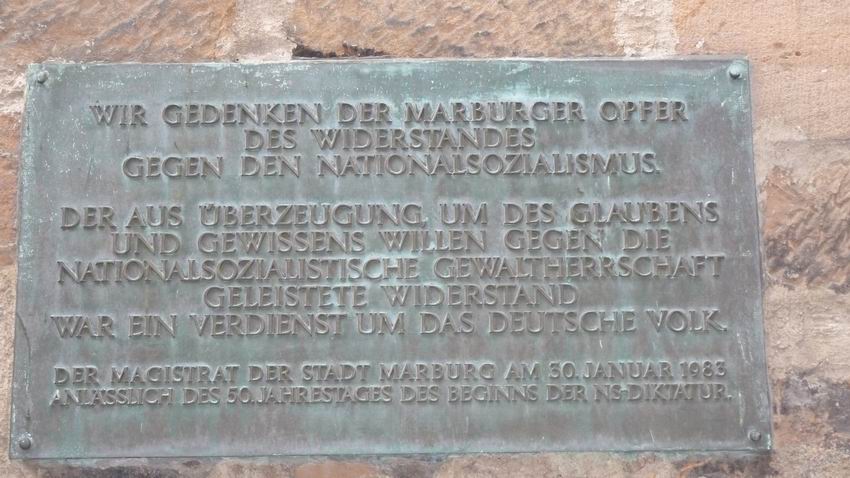 WIR GEDENKEN DER MARBURGER OPFER
DES WIDERSTANDES
GEGEN DEN NATIONALSOZIALISMUS.
DER AUS ÜBERZEUGUNG, UM DES GLAUBENS
UND GEWISSENS WILLEN GEGEN DIE
NATIONALSOZIALISTISCHE GEWALTHERRSCHAFT
GELEISTETE WIDERSTAND
WAR EIN VERDIENST UM DAS DEUTSCHE VOLK.
DER MAGISTRAT DER STADT MARBURG AM 30. JANUAR 1983
ANLÄSSLICH DES 50. JAHRESTAGES DES BEGINNS DER NS-DIKTATUR.